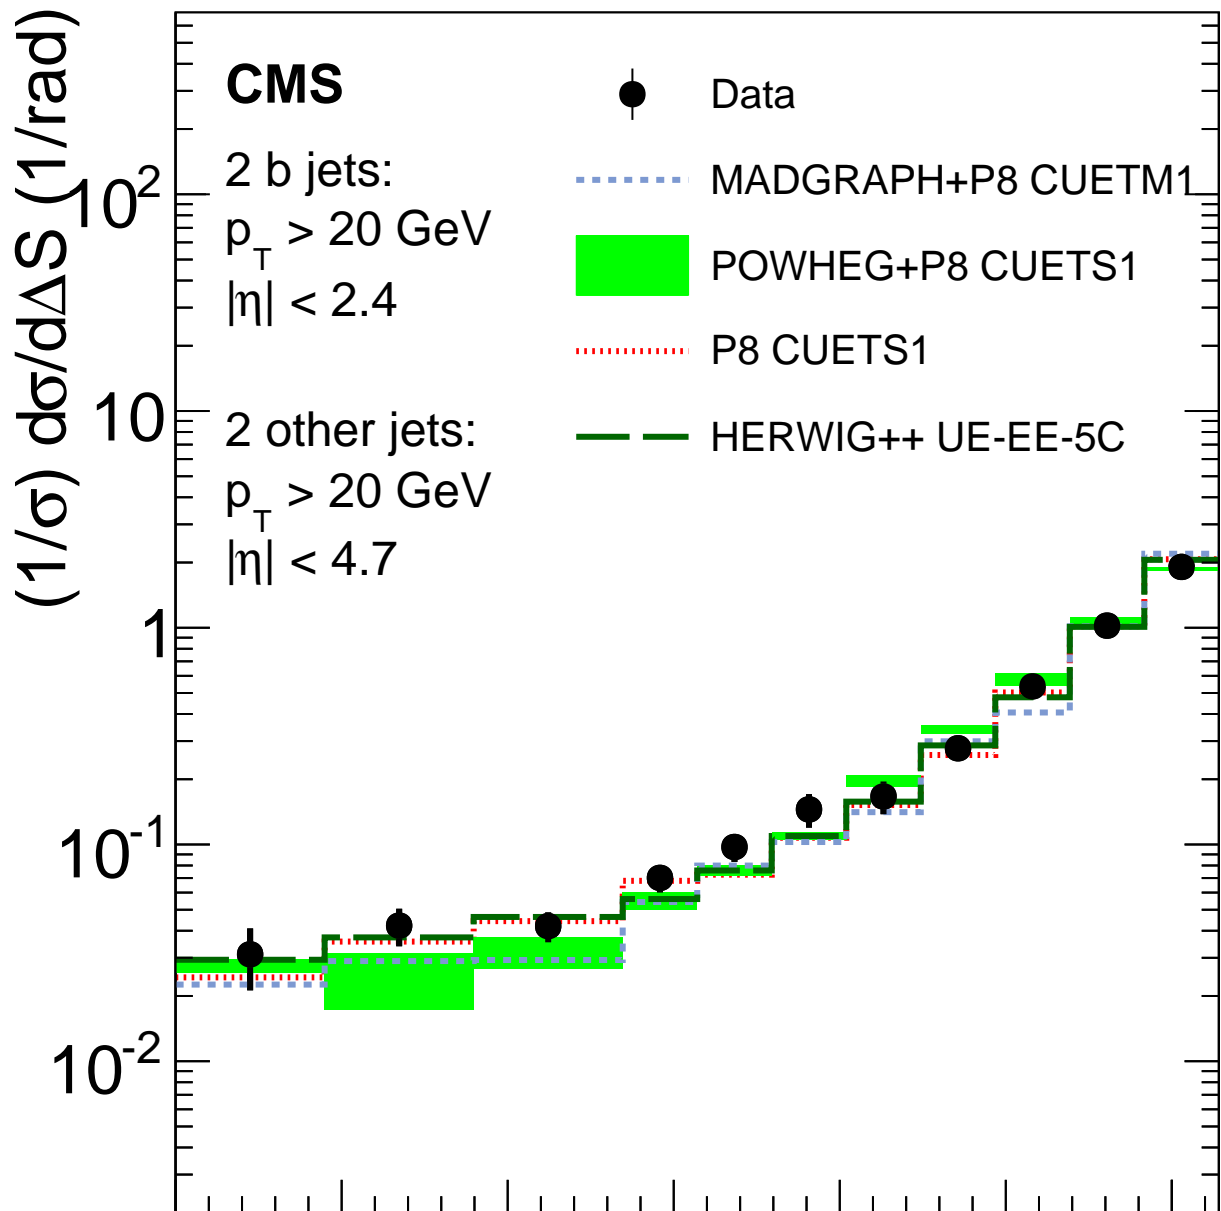 (1/σ) dσ/dΔS (1/rad)
CMS
2 b jets:
p_T > 20 GeV
|η| < 2.4
2 other jets:
p_T > 20 GeV
|η| < 4.7
Data
MADGRAPH+P8 CUETM1
POWHEG+P8 CUETS1
P8 CUETS1
HERWIG++ UE-EE-5C
10^2
10
1
10^-1
10^-2